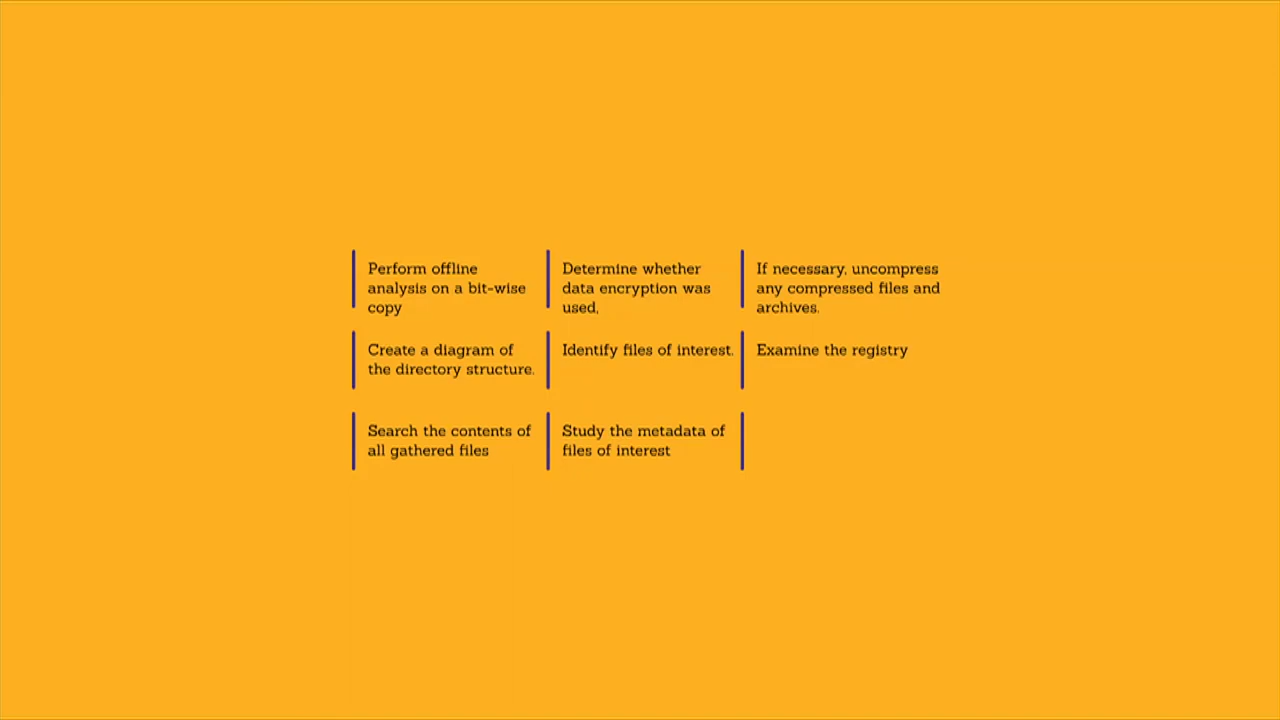 Perform offline
analysis on a bit-wise
copy
Determine whether
data encryption was
used,
If necessary, uncompress
any compressed files and
archives.
Create a diagram of
the directory structure.
Identify files of interest.
Examine the registry
Search the contents of
all gathered files
Study the metadata of
files of interest